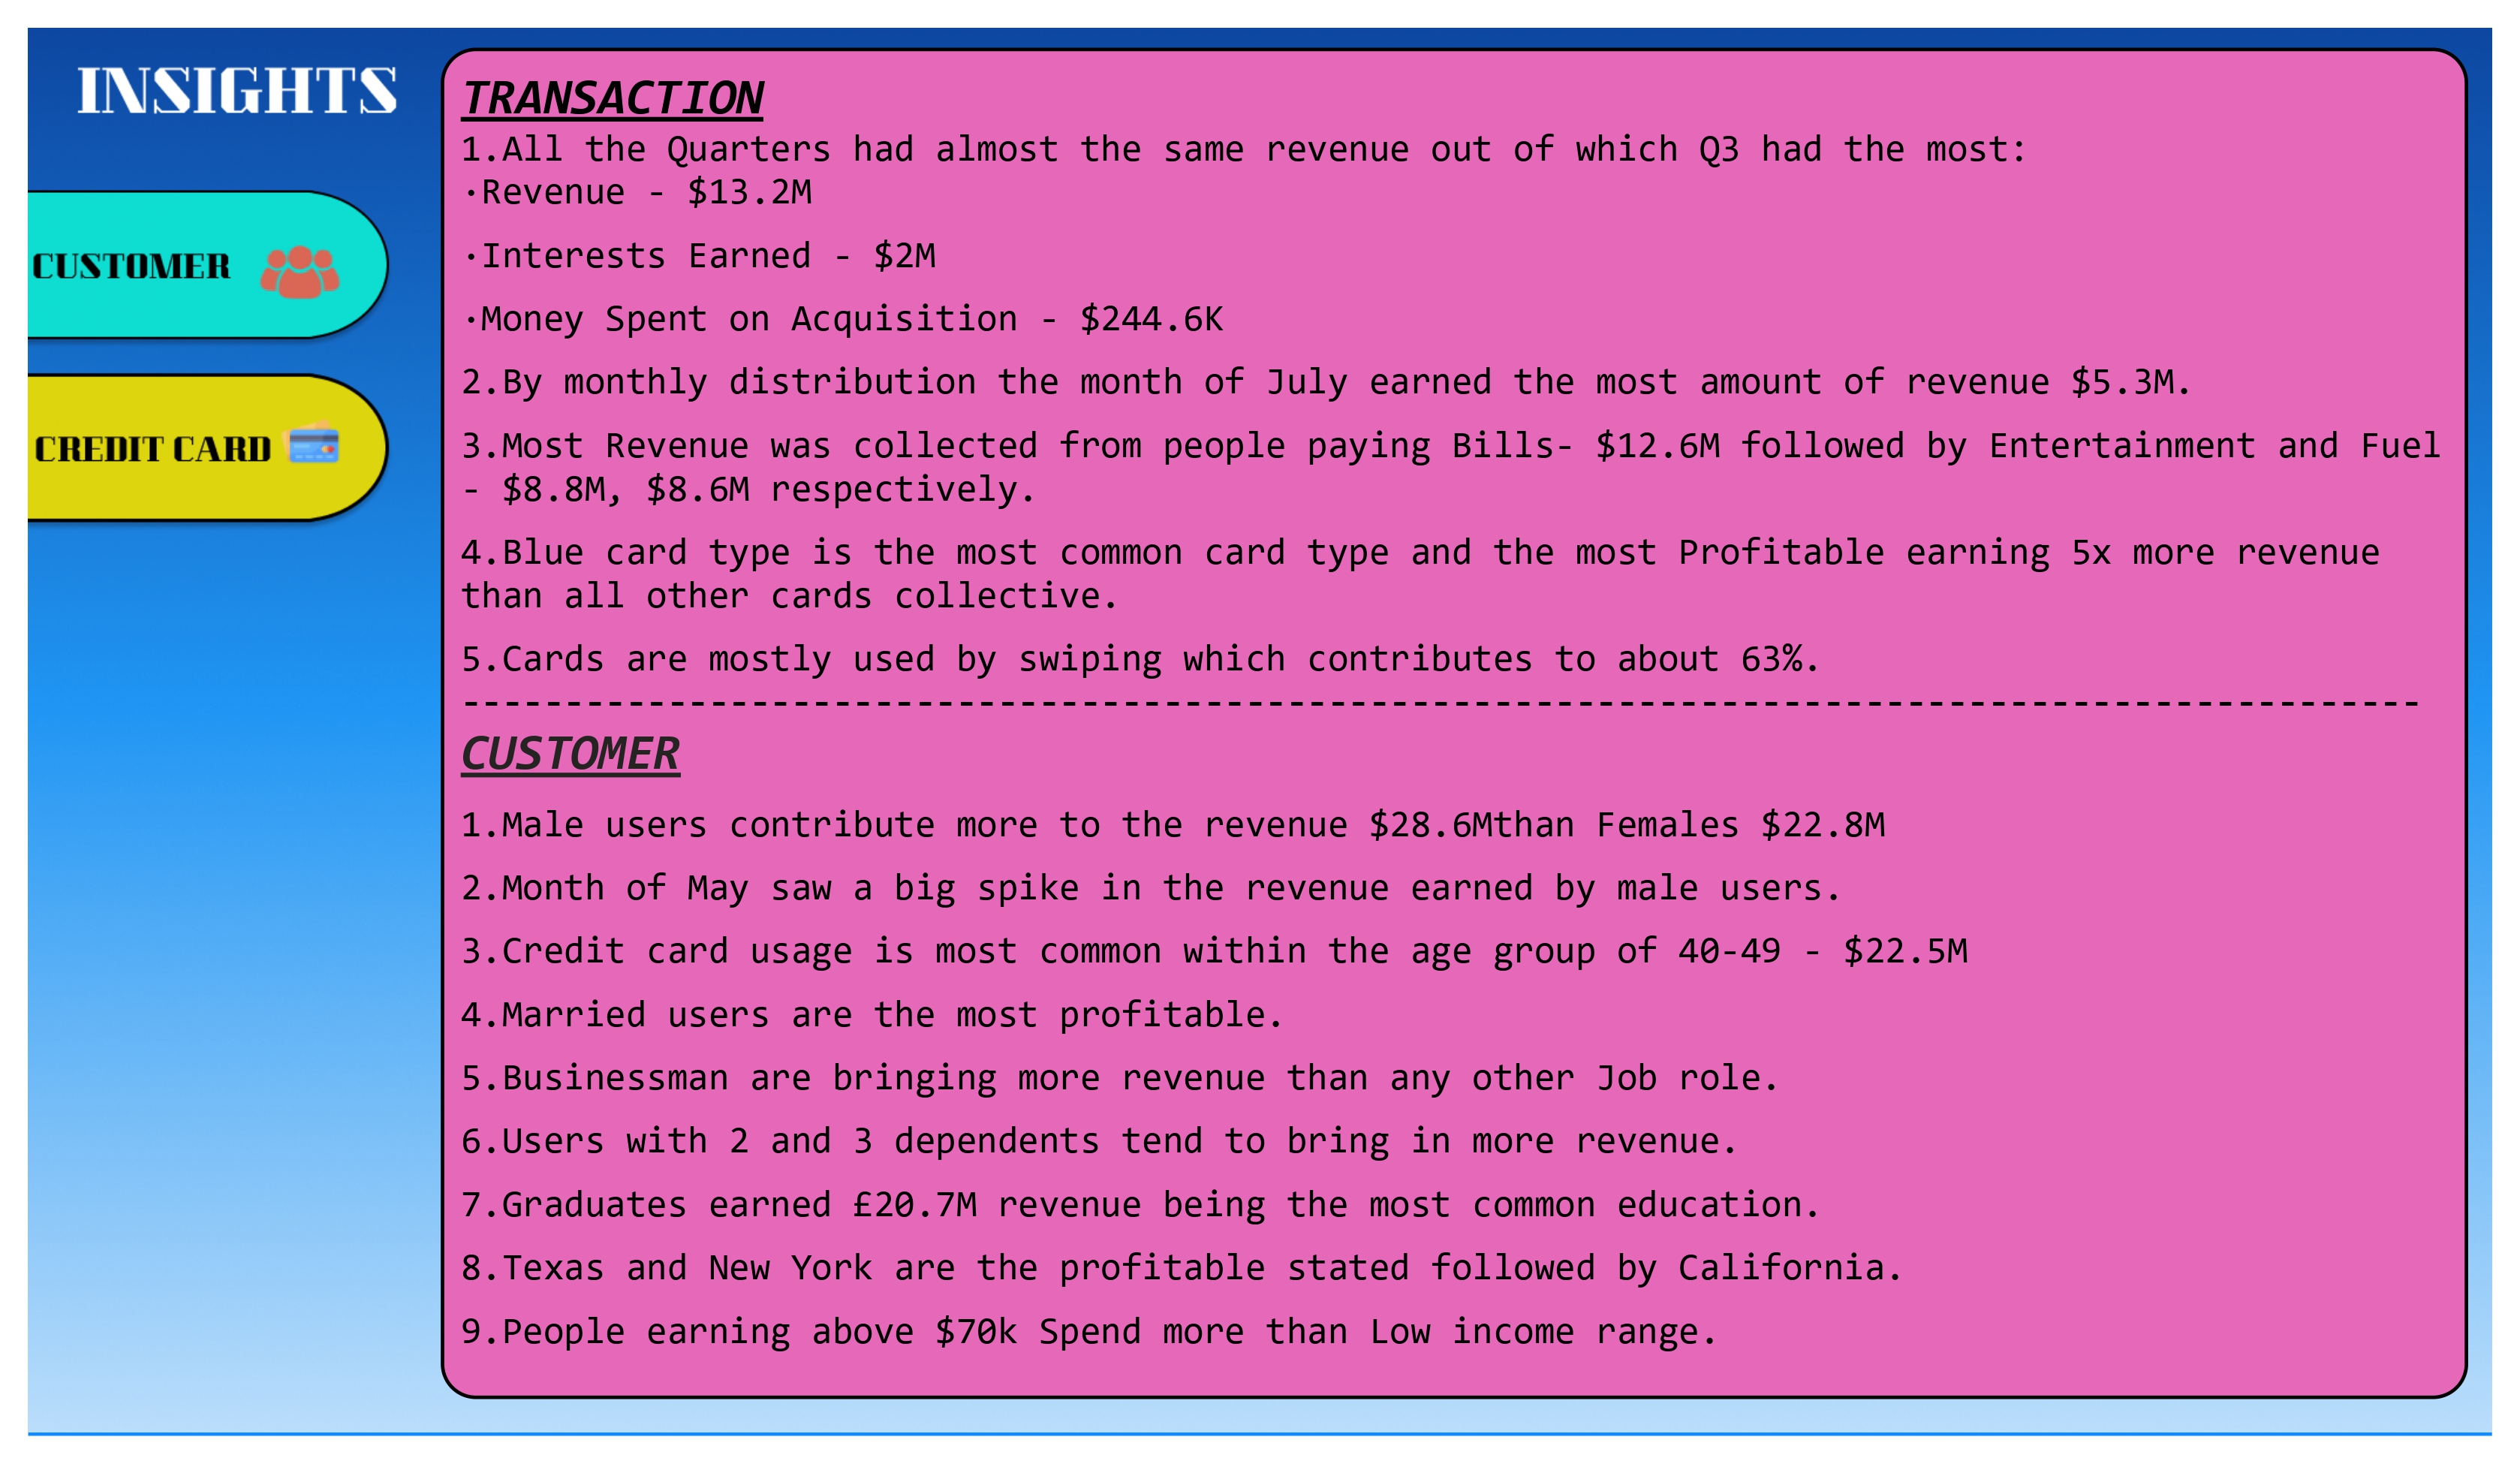 INSIGHTS
CUSTOMER
CREDIT CARD
TRANSACTION
1.All the Quarters had almost the same revenue out of which Q3 had the most:
·Revenue - $13.2M
·Interests Earned - $2M
·Money Spent on Acquisition - $244.6K
2.By monthly distribution the month of July earned the most amount of revenue $5.3M.
3.Most Revenue was collected from people paying Bills- $12.6M followed by Entertainment and Fuel
- $8.8M, $8.6M respectively.
4.Blue card type is the most common card type and the most Profitable earning 5x more revenue
than all other cards collective.
5.Cards are mostly used by swiping which contributes to about 63%.
-----------------------------------------------------------------------------------------------
CUSTOMER
1.Male users contribute more to the revenue $28.6Mthan Females $22.8M
2.Month of May saw a big spike in the revenue earned by male users.
3.Credit card usage is most common within the age group of 40-49 - $22.5M
4.Married users are the most profitable.
5.Businessman are bringing more revenue than any other Job role.
6.Users with 2 and 3 dependents tend to bring in more revenue.
7.Graduates earned £20.7M revenue being the most common education.
8.Texas and New York are the profitable stated followed by California.
9.People earning above $70k Spend more than Low income range.